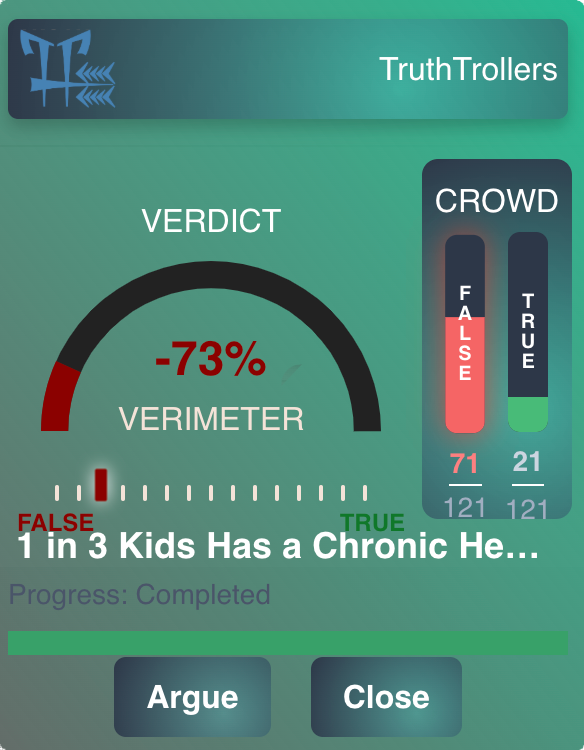 TruthTrollers
VERDICT
-73%
VERIMETER
FALSE
TRUE
CROWD
FALSE
TRUE
71
121
21
121
1 in 3 Kids Has a Chronic He...
Progress: Completed
Argue
Close